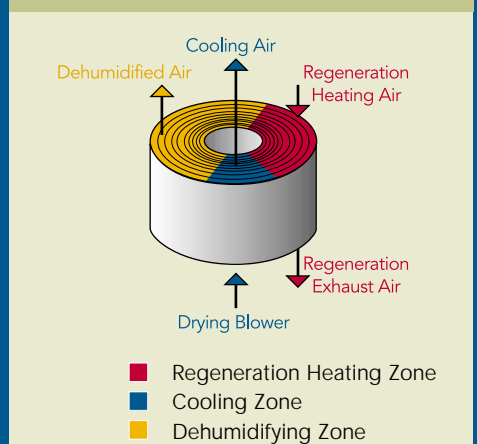 Cooling Air
Dehumidified Air
Regeneration
Heating Air
Regeneration
Exhaust Air
Drying Blower
Regeneration Heating Zone
Cooling Zone
Dehumidifying Zone